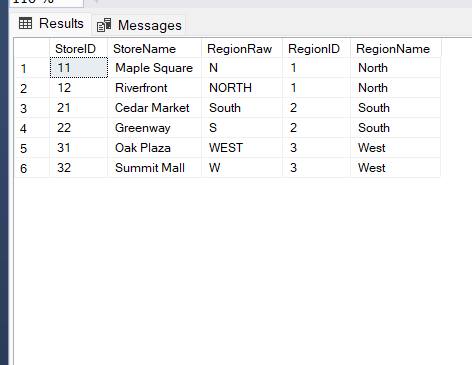 Results Messages
StoreID StoreName RegionRaw RegionID RegionName
1 11 Maple Square N 1 North
2 12 Riverfront NORTH 1 North
3 21 Cedar Market South 2 South
4 22 Greenway S 2 South
5 31 Oak Plaza WEST 3 West
6 32 Summit Mall W 3 West